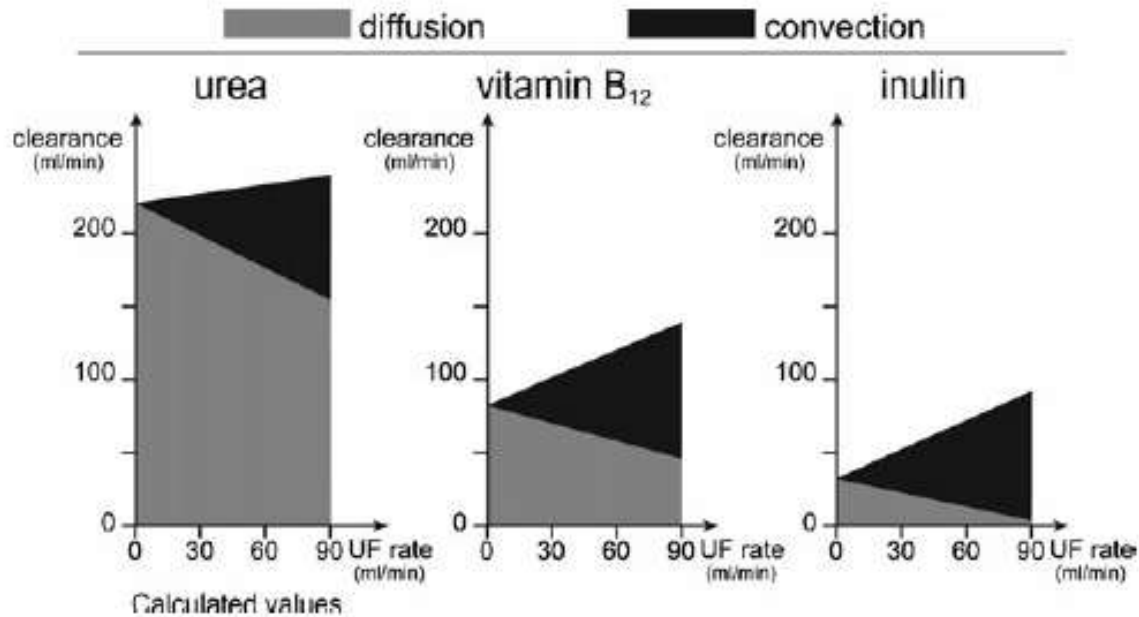 diffusion convection
urea vitamin B₁₂ inulin
clearance clearance clearance
(ml/min) (ml/min) (ml/min)
200 200 200
100 100 100
0 0 0
0 30 60 90 UF rate 0 30 60 90 UF rate 0 30 60 90 UF rate
(ml/min) (ml/min) (ml/min)
Calculated values